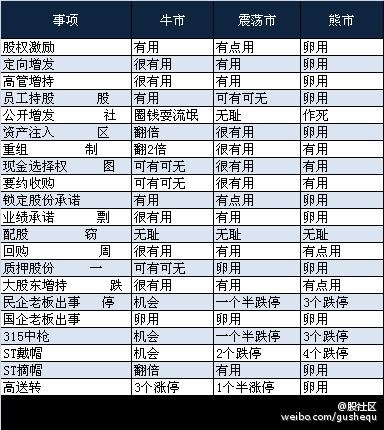 事项 牛市 震荡市 熊市
股权激励 有用 有点用 卵用
定向增发 很有用 有用 卵用
高管增持 很有用 有用 卵用
员工持股 股 有用 可有可无 卵用
公开增发 社 圈钱耍流氓 无耻 作死
资产注入 区 翻倍 很有用 卵用
重组 制 翻2倍 很有用 有用
现金选择权 图 可有可无 很有用 有用
要约收购 可有可无 很有用 有用
锁定股份承诺 有用 有点用 卵用
业绩承诺 票 很有用 有用 卵用
配股 窃 无耻 无耻 无耻
回购 周 很有用 有用 有点用
质押股份 一 可有可无 卵用 卵用
大股东增持 跌 很有用 有用 有点用
民企老板出事 停 机会 一个半跌停 3个跌停
国企老板出事 卵用 卵用 卵用
315中枪 机会 一个半跌停 3个跌停
ST戴帽 机会 2个跌停 4个跌停
ST摘帽 翻倍 有用 卵用
高送转 3个涨停 1个半涨停 卵用
@股社区
weibo.com/gushequ